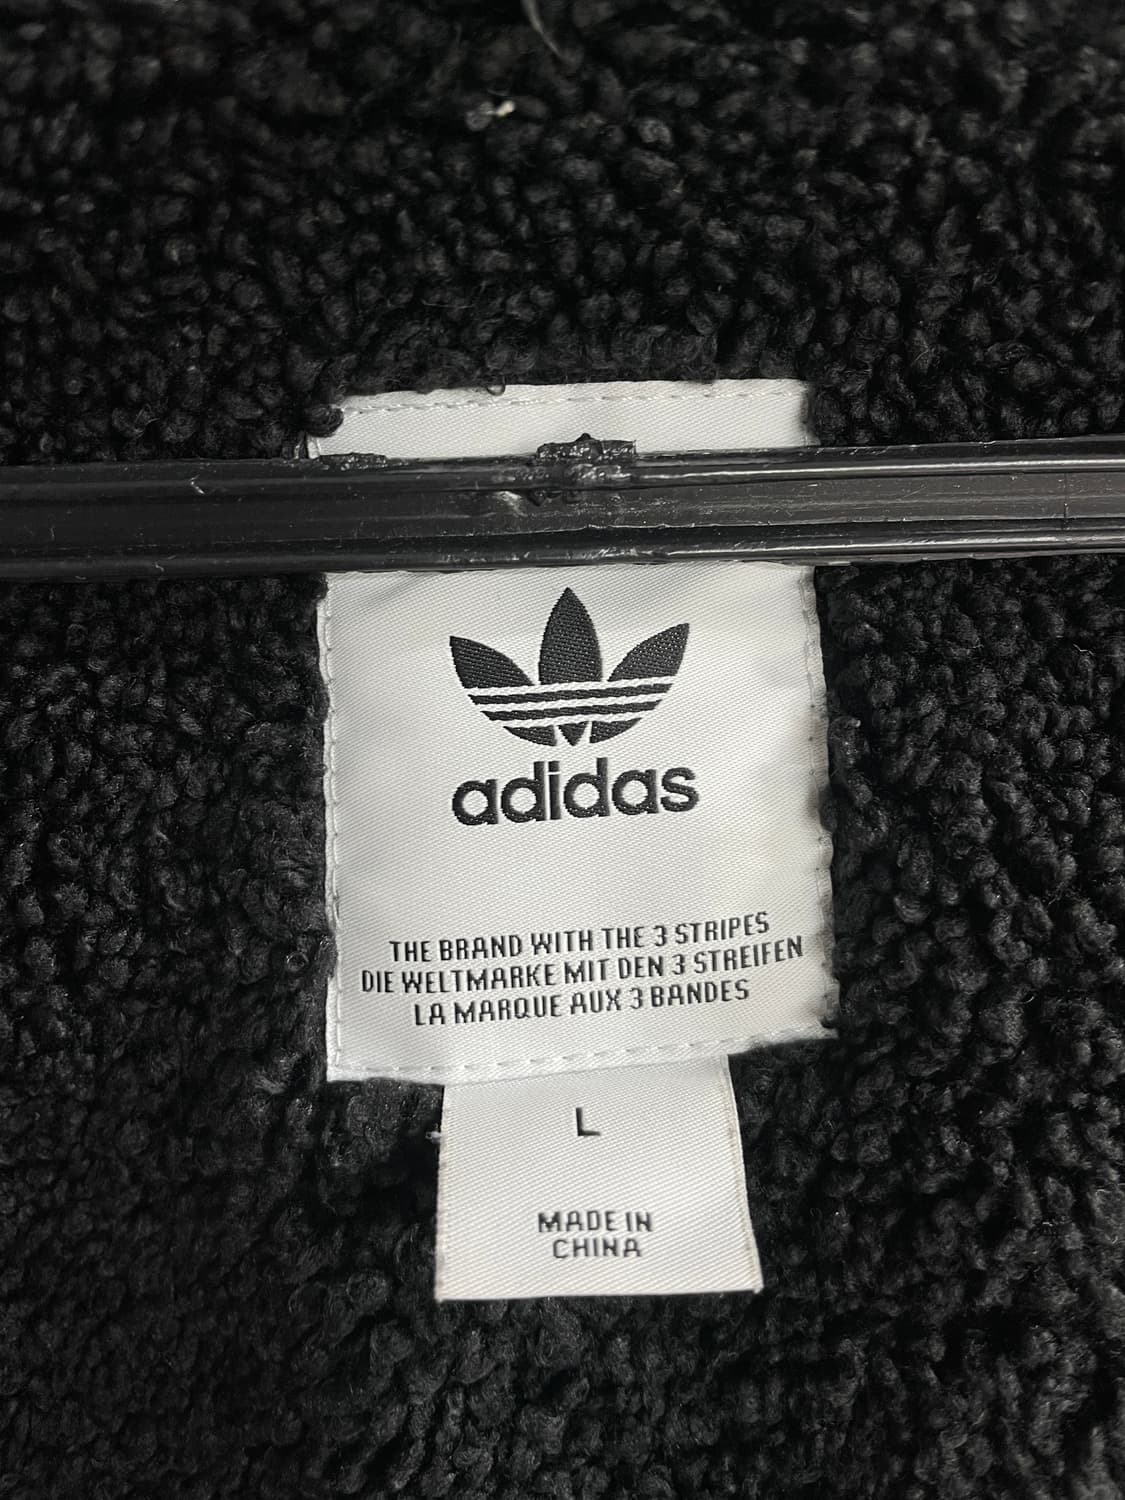 adidas
THE BRAND WITH THE 3 STRIPES
DIE WELTMARKE MIT DEN 3 STREIFEN
LA MARQUE AUX 3 BANDES
L
MADE IN
CHINA